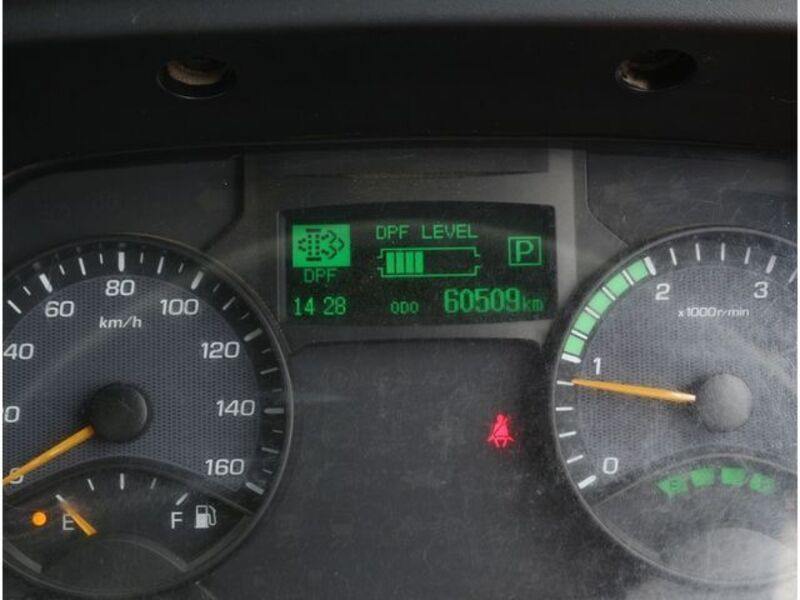 DPF LEVEL
P
DPF
14 28
ODO
60509km
60
80
100
km/h
40
120
140
160
E
F
2
3
x1000r/min
1
0